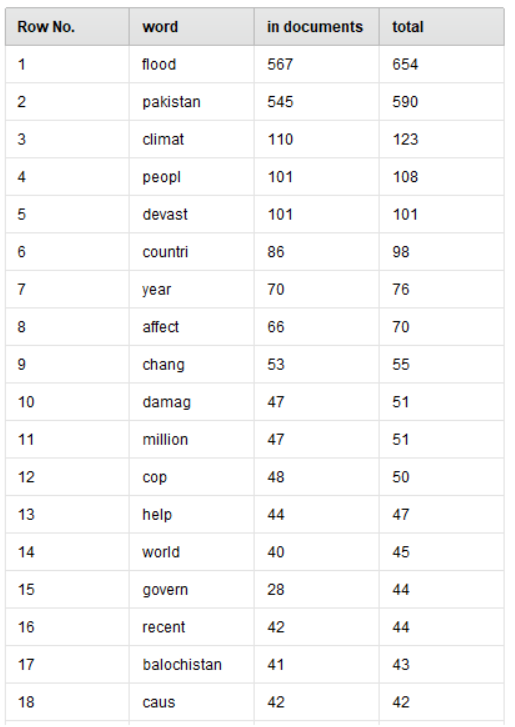 Row No. word in documents total
1 flood 567 654
2 pakistan 545 590
3 climat 110 123
4 peopl 101 108
5 devast 101 101
6 countri 86 98
7 year 70 76
8 affect 66 70
9 chang 53 55
10 damag 47 51
11 million 47 51
12 cop 48 50
13 help 44 47
14 world 40 45
15 govern 28 44
16 recent 42 44
17 balochistan 41 43
18 caus 42 42